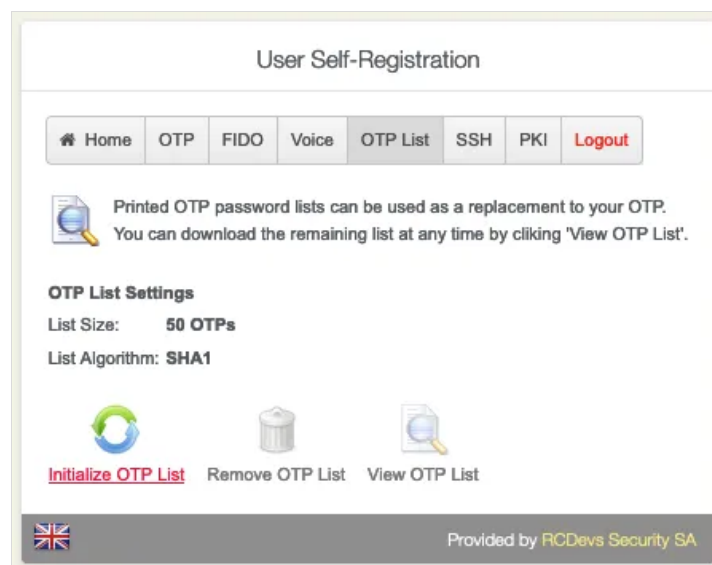 User Self-Registration
Home OTP FIDO Voice OTP List SSH PKI Logout
Printed OTP password lists can be used as a replacement to your OTP.
You can download the remaining list at any time by cliking 'View OTP List'.
OTP List Settings
List Size: 50 OTPs
List Algorithm: SHA1
Initialize OTP List Remove OTP List View OTP List
Provided by RCDevs Security SA